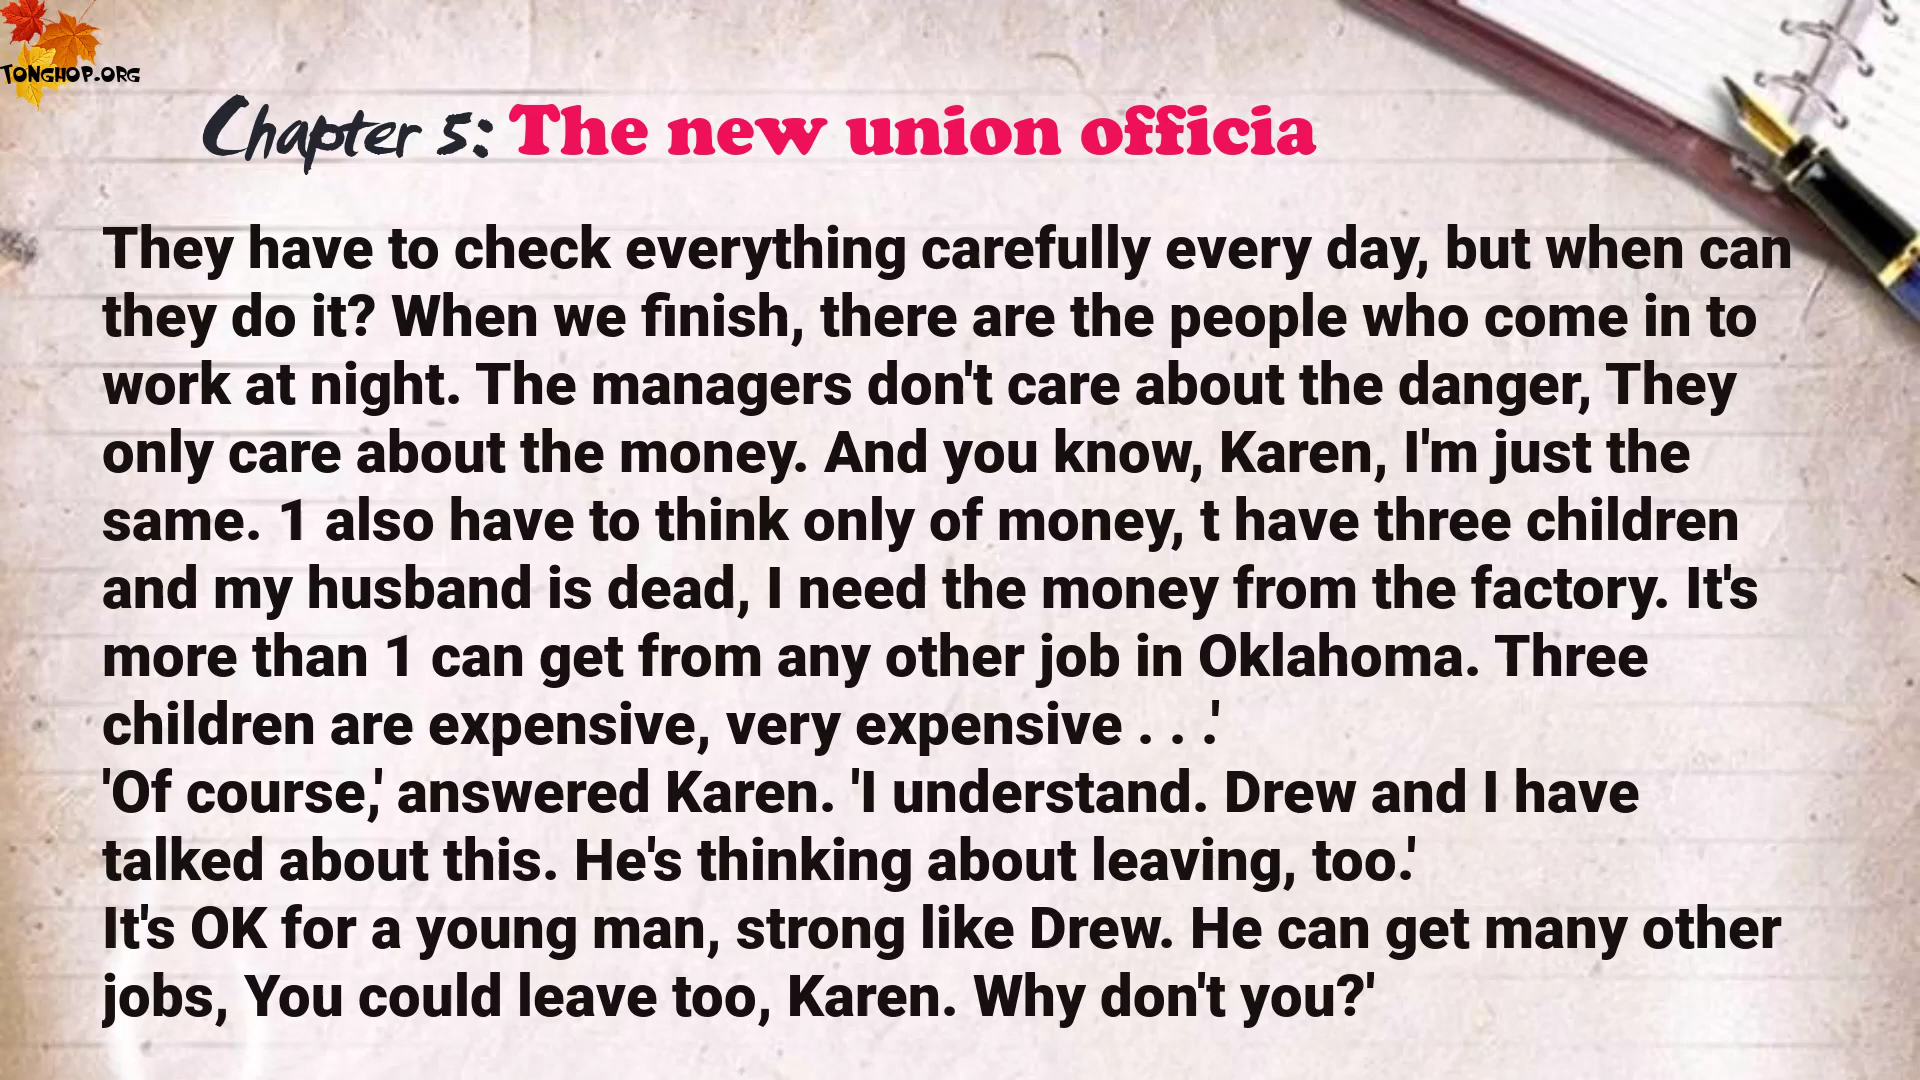 TONGHOP.ORG
Chapter 5: The new union officia
They have to check everything carefully every day, but when can
they do it? When we finish, there are the people who come in to
work at night. The managers don't care about the danger, They
only care about the money. And you know, Karen, I'm just the
same. 1 also have to think only of money, t have three children
and my husband is dead, I need the money from the factory. It's
more than 1 can get from any other job in Oklahoma. Three
children are expensive, very expensive . . .'
'Of course,' answered Karen. 'I understand. Drew and I have
talked about this. He's thinking about leaving, too.'
It's OK for a young man, strong like Drew. He can get many other
jobs, You could leave too, Karen. Why don't you?'